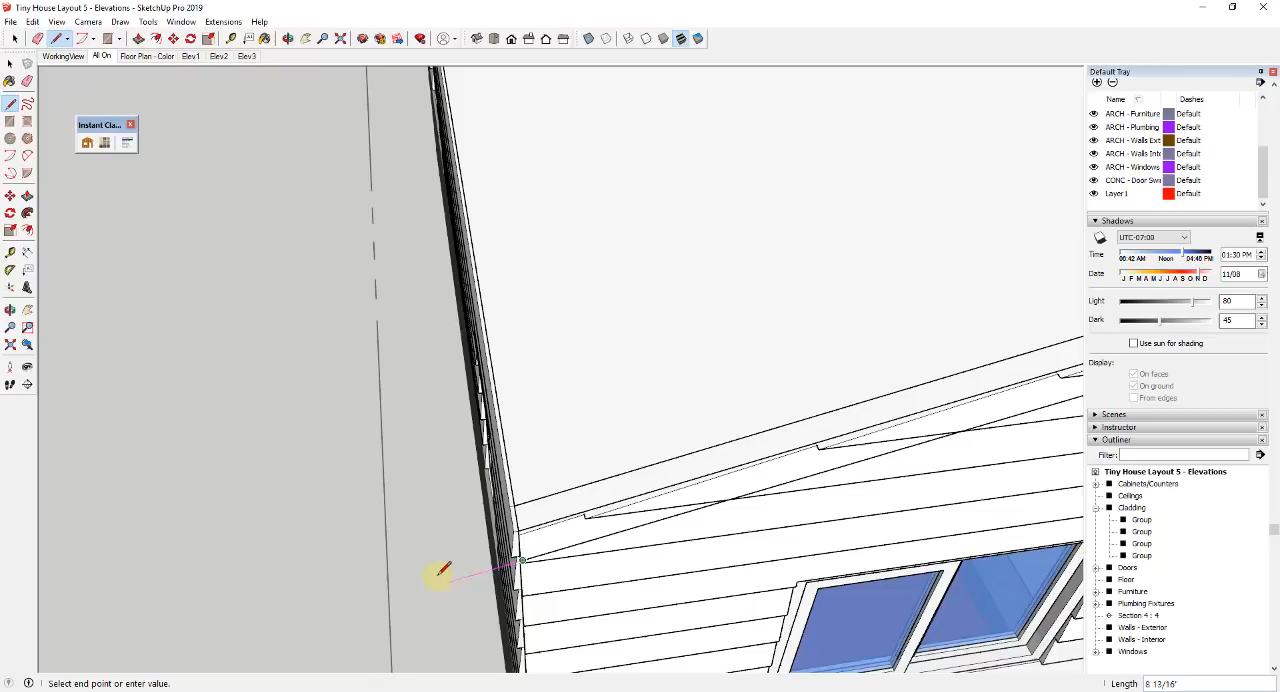 Tiny House Layout 5 - Elevations - SketchUp Pro 2019
File Edit View Camera Draw Tools Window Extensions Help
WorkingView All On Floor Plan - Color Elev1 Elev2 Elev3
Instant Cla...
Default Tray
Name Dashes
ARCH - Furniture Default
ARCH - Plumbing Default
ARCH - Walls Ext Default
ARCH - Walls Int Default
ARCH - Windows Default
CONC - Door Swi Default
Layer1 Default
Shadows
UTC-07:00
Time 06:42 AM Noon 04:46 PM 01:30 PM
Date J F M A M J J A S O N D 11/08
Light 80
Dark 45
Use sun for shading
Display:
On faces
On ground
From edges
Scenes
Instructor
Outliner
Filter:
Tiny House Layout 5 - Elevations
Cabinets/Counters
Ceilings
Cladding
Group
Group
Group
Group
Doors
Floor
Furniture
Plumbing Fixtures
Section 4 : 4
Walls - Exterior
Walls - Interior
Windows
Select end point or enter value.
Length 8 13/16"